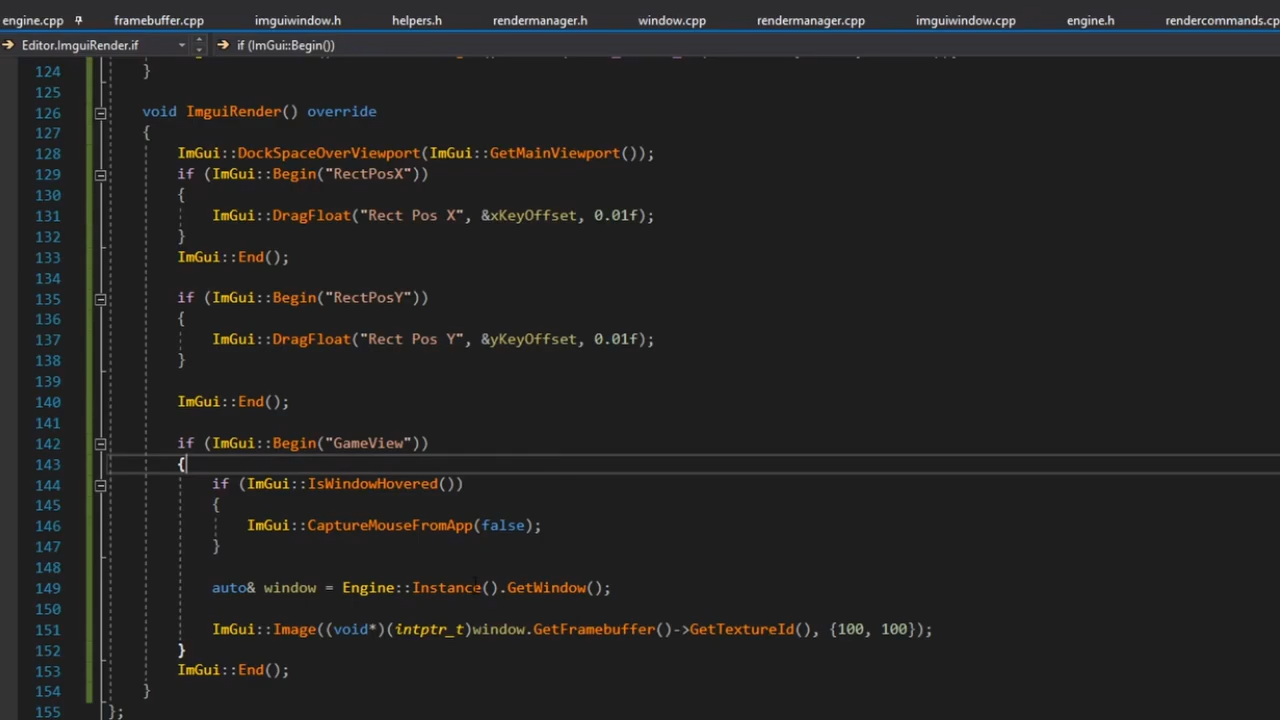 engine.cpp framebuffer.cpp imguiwindow.h helpers.h rendermanager.h window.cpp rendermanager.cpp imguiwindow.cpp engine.h rendercommands.cp
Editor.ImguiRender.if if (ImGui::Begin())
124 }
125
126 void ImguiRender() override
127 {
128 ImGui::DockSpaceOverViewport(ImGui::GetMainViewport());
129 if (ImGui::Begin("RectPosX"))
130 {
131 ImGui::DragFloat("Rect Pos X", &xKeyOffset, 0.01f);
132 }
133 ImGui::End();
134
135 if (ImGui::Begin("RectPosY"))
136 {
137 ImGui::DragFloat("Rect Pos Y", &yKeyOffset, 0.01f);
138 }
139
140 ImGui::End();
141
142 if (ImGui::Begin("GameView"))
143 {
144 if (ImGui::IsWindowHovered())
145 {
146 ImGui::CaptureMouseFromApp(false);
147 }
148
149 auto& window = Engine::Instance().GetWindow();
150
151 ImGui::Image((void*)(intptr_t)window.GetFramebuffer()->GetTextureId(), {100, 100});
152 }
153 ImGui::End();
154 }
155 };